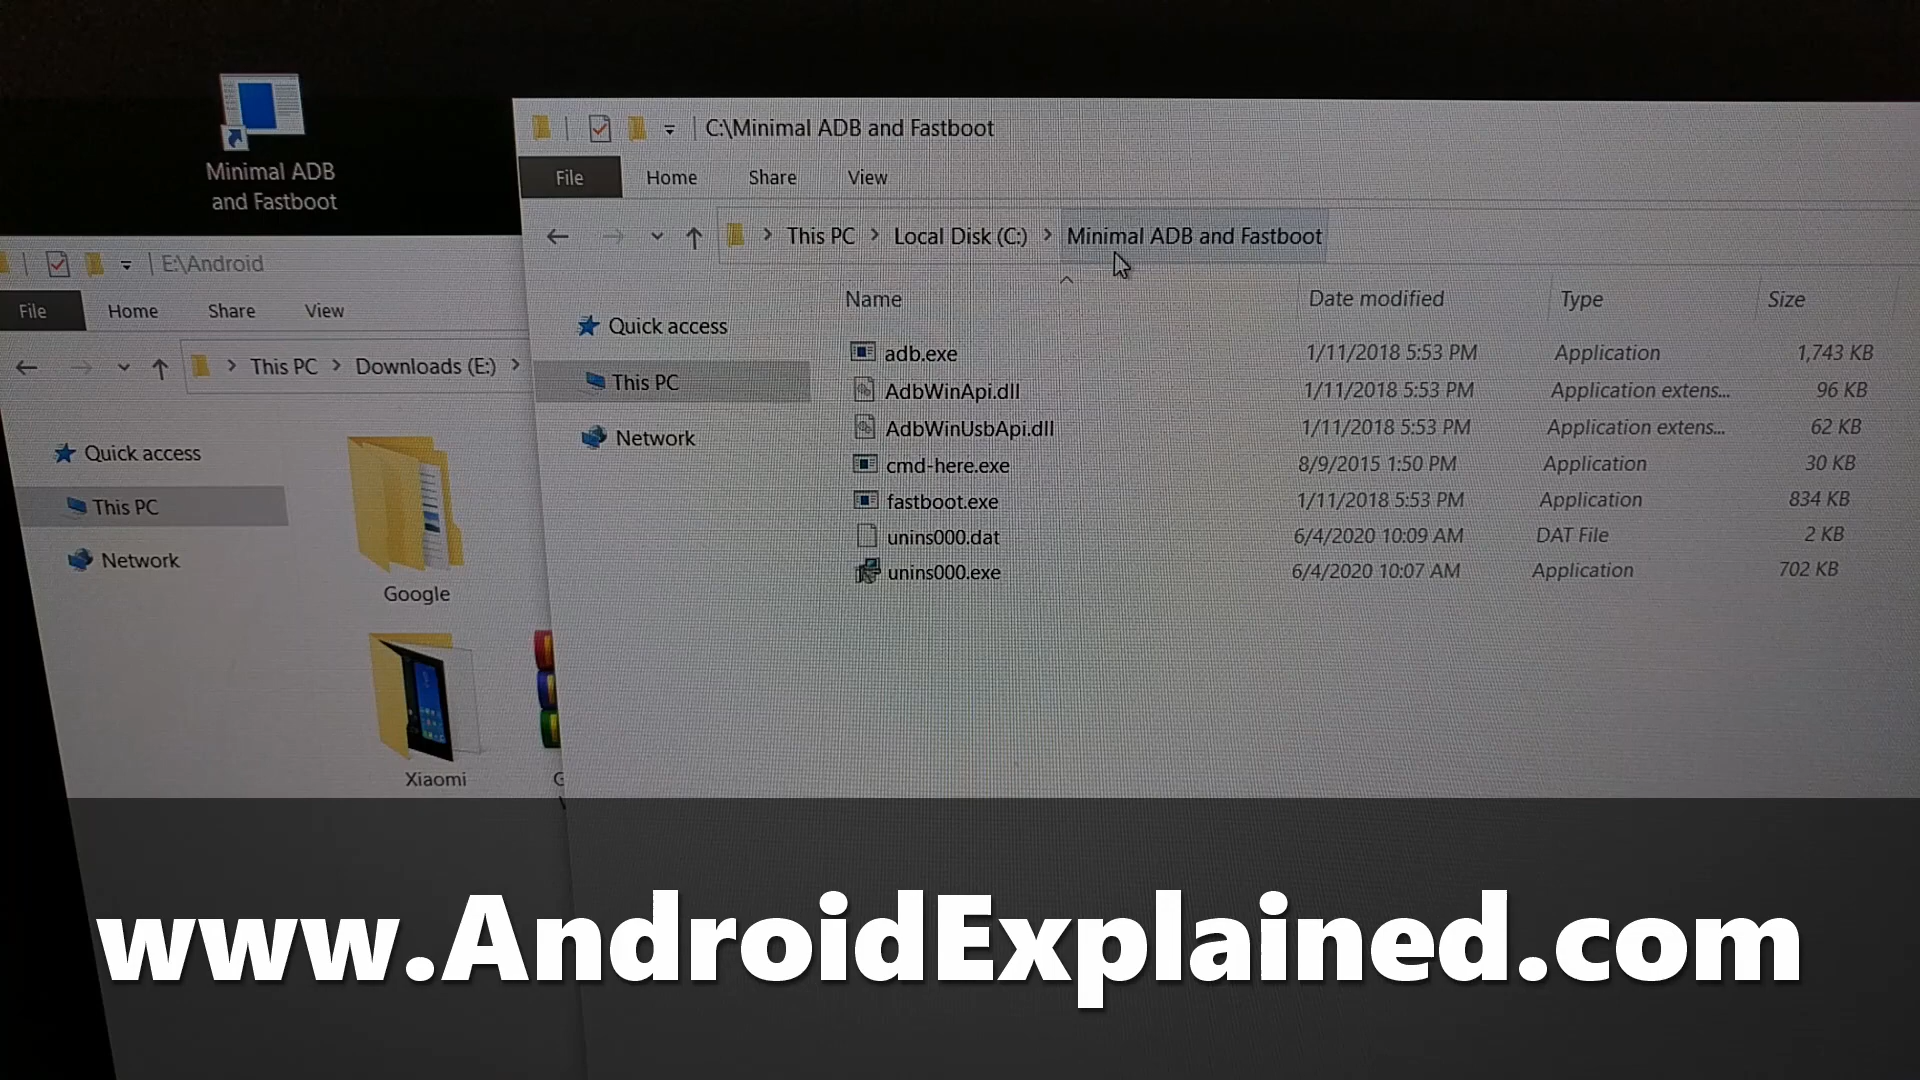 Minimal ADB
and Fastboot
C:\Minimal ADB and Fastboot
File Home Share View
This PC > Local Disk (C:) > Minimal ADB and Fastboot
Name Date modified Type Size
Quick access
This PC
Network
adb.exe 1/11/2018 5:53 PM Application 1,743 KB
AdbWinApi.dll 1/11/2018 5:53 PM Application extens... 96 KB
AdbWinUsbApi.dll 1/11/2018 5:53 PM Application extens... 62 KB
cmd-here.exe 8/9/2015 1:50 PM Application 30 KB
fastboot.exe 1/11/2018 5:53 PM Application 834 KB
unins000.dat 6/4/2020 10:09 AM DAT File 2 KB
unins000.exe 6/4/2020 10:07 AM Application 702 KB
E:\Android
File Home Share View
This PC > Downloads (E:) >
Quick access
This PC
Network
Google
Xiaomi
www.AndroidExplained.com